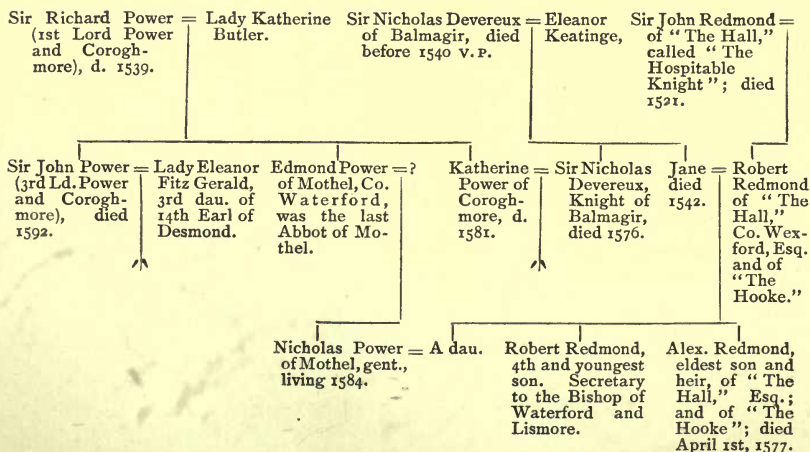 Sir Richard Power =
(1st Lord Power
and Corogh-
more), d. 1539.
Lady Katherine
Butler.
Sir Nicholas Devereux =
of Balmagir, died
before 1540 V.P.
Eleanor
Keatinge,
Sir John Redmond =
of "The Hall,"
called "The
Hospitable
Knight"; died
1521.
Sir John Power =
(3rd Ld. Power
and Corogh-
more), died
1592.
Lady Eleanor
Fitz Gerald,
3rd dau. of
14th Earl of
Desmond.
Edmond Power = ?
of Mothel, Co.
Waterford,
was the last
Abbot of Mo-
thel.
Katherine =
Power of
Corogh-
more, d.
1581.
Sir Nicholas
Devereux,
Knight of
Balmagir,
died 1576.
Jane =
died
1542.
Robert
Redmond
of "The
Hall,"
Co. Wex-
ford, Esq.
and of
"The
Hooke."
Nicholas Power =
of Mothel, gent.,
living 1584.
A dau.
Robert Redmond,
4th and youngest
son. Secretary
to the Bishop of
Waterford and
Lismore.
Alex. Redmond,
eldest son and
heir, of "The
Hall," Esq.;
and of "The
Hooke"; died
April 1st, 1577.